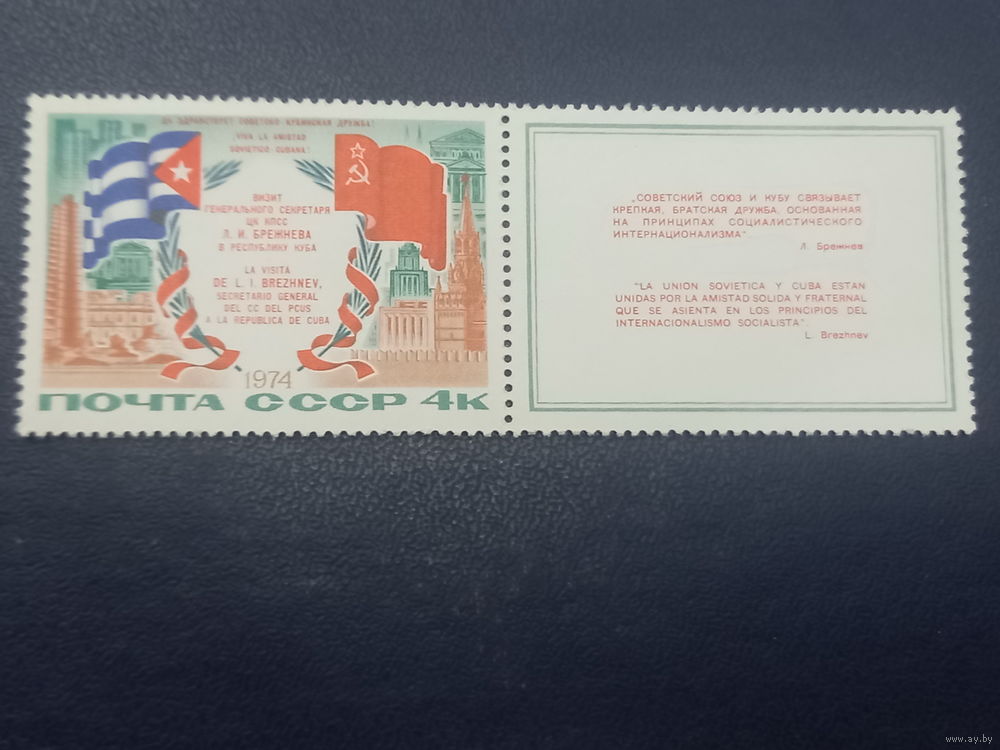 ДА ЗДРАВСТВУЕТ СОВЕТСКО-КУБИНСКАЯ ДРУЖБА!
¡VIVA LA AMISTAD
SOVIETICO-CUBANA!
ВИЗИТ
ГЕНЕРАЛЬНОГО СЕКРЕТАРЯ
ЦК КПСС
Л. И. БРЕЖНЕВА
В РЕСПУБЛИКУ КУБА
LA VISITA
DE L. I. BREZHNEV,
SECRETARIO GENERAL
DEL CC DEL PCUS
A LA REPUBLICA DE CUBA
1974
ПОЧТА СССР 4К
„СОВЕТСКИЙ СОЮЗ И КУБУ СВЯЗЫВАЕТ
КРЕПКАЯ, БРАТСКАЯ ДРУЖБА, ОСНОВАННАЯ
НА ПРИНЦИПАХ СОЦИАЛИСТИЧЕСКОГО
ИНТЕРНАЦИОНАЛИЗМА“.
Л. Брежнев
"LA UNION SOVIETICA Y CUBA ESTAN
UNIDAS POR LA AMISTAD SOLIDA Y FRATERNAL
QUE SE ASIENTA EN LOS PRINCIPIOS DEL
INTERNACIONALISMO SOCIALISTA".
L. Brezhnev
www.ay.by